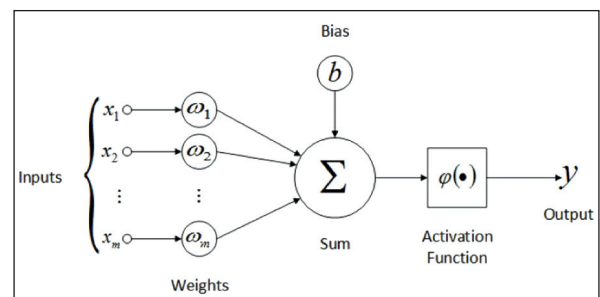 Bias
b
x₁ ω₁
x₂ ω₂
Inputs
⋮ ⋮
xₘ ωₘ
Weights
Σ
Sum
φ(•)
Activation
Function
y
Output